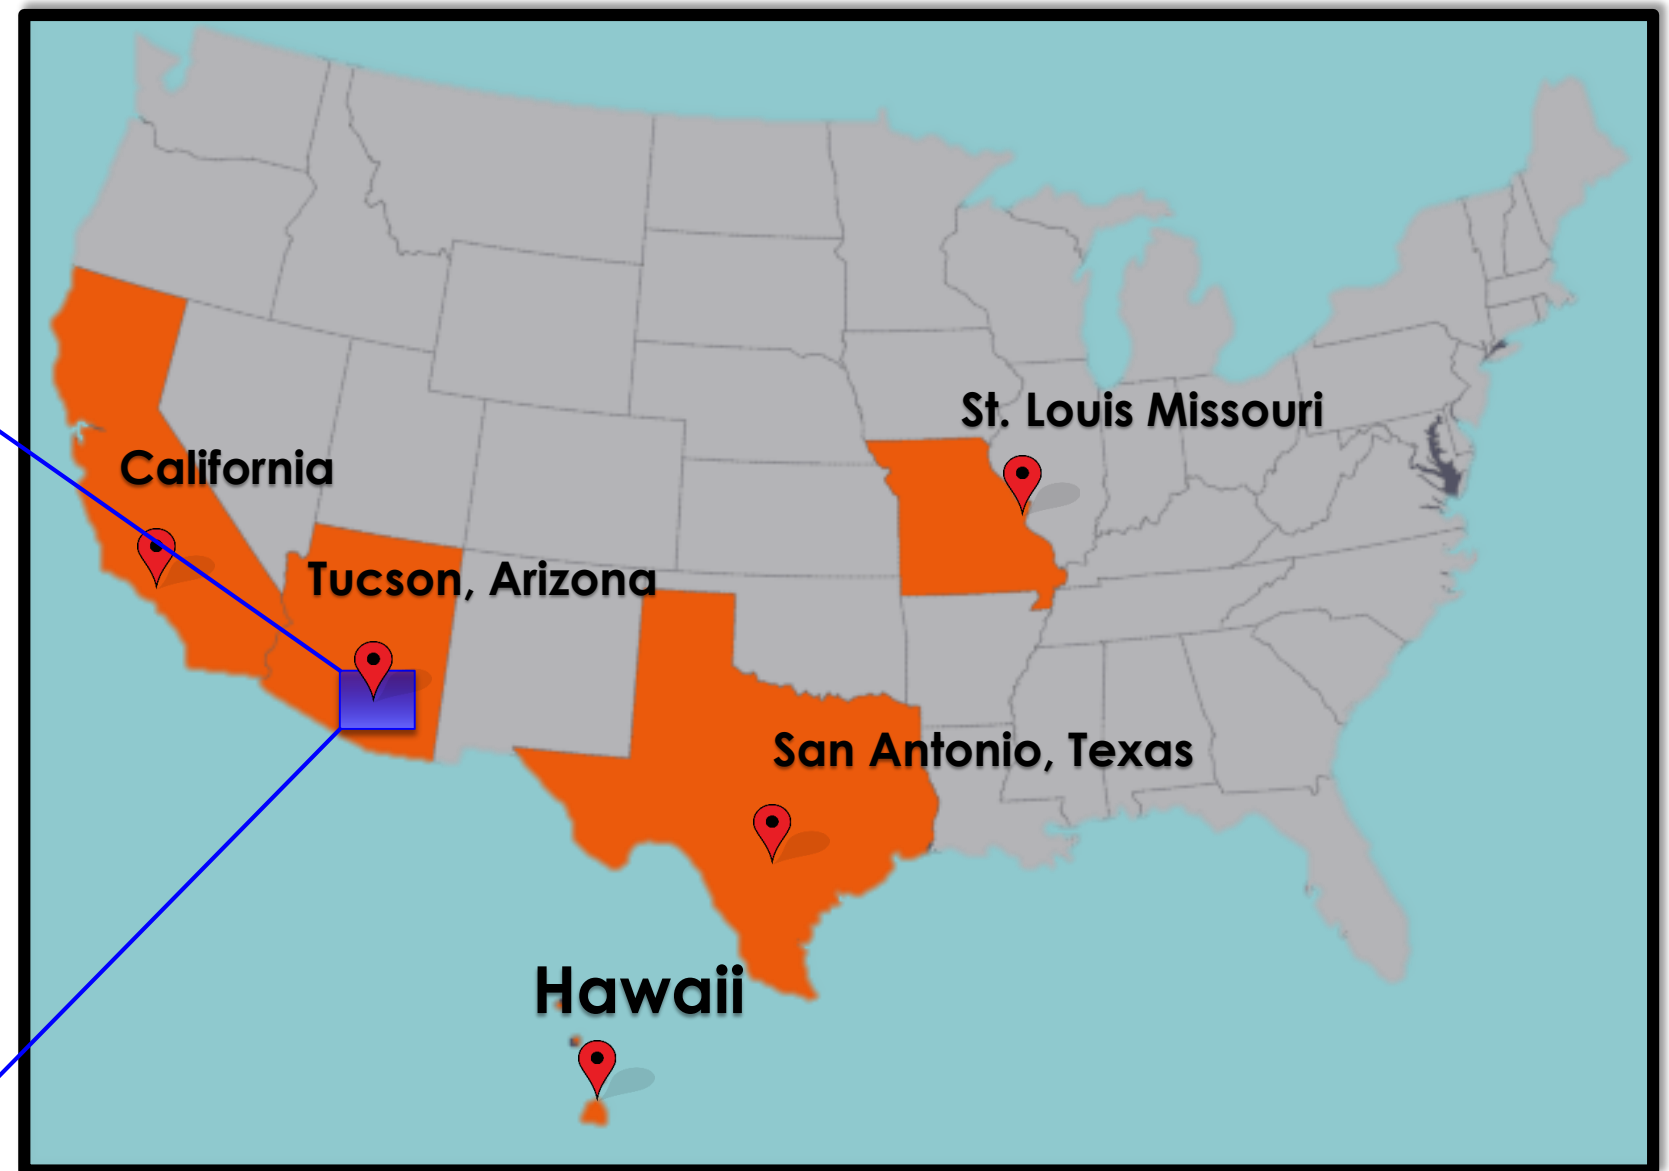 St. Louis Missouri
California
Tucson, Arizona
San Antonio, Texas
Hawaii